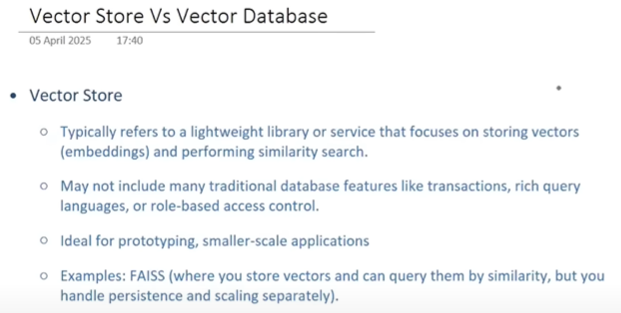 Vector Store Vs Vector Database
05 April 2025 17:40
• Vector Store
○ Typically refers to a lightweight library or service that focuses on storing vectors
(embeddings) and performing similarity search.
○ May not include many traditional database features like transactions, rich query
languages, or role-based access control.
○ Ideal for prototyping, smaller-scale applications
○ Examples: FAISS (where you store vectors and can query them by similarity, but you
handle persistence and scaling separately).